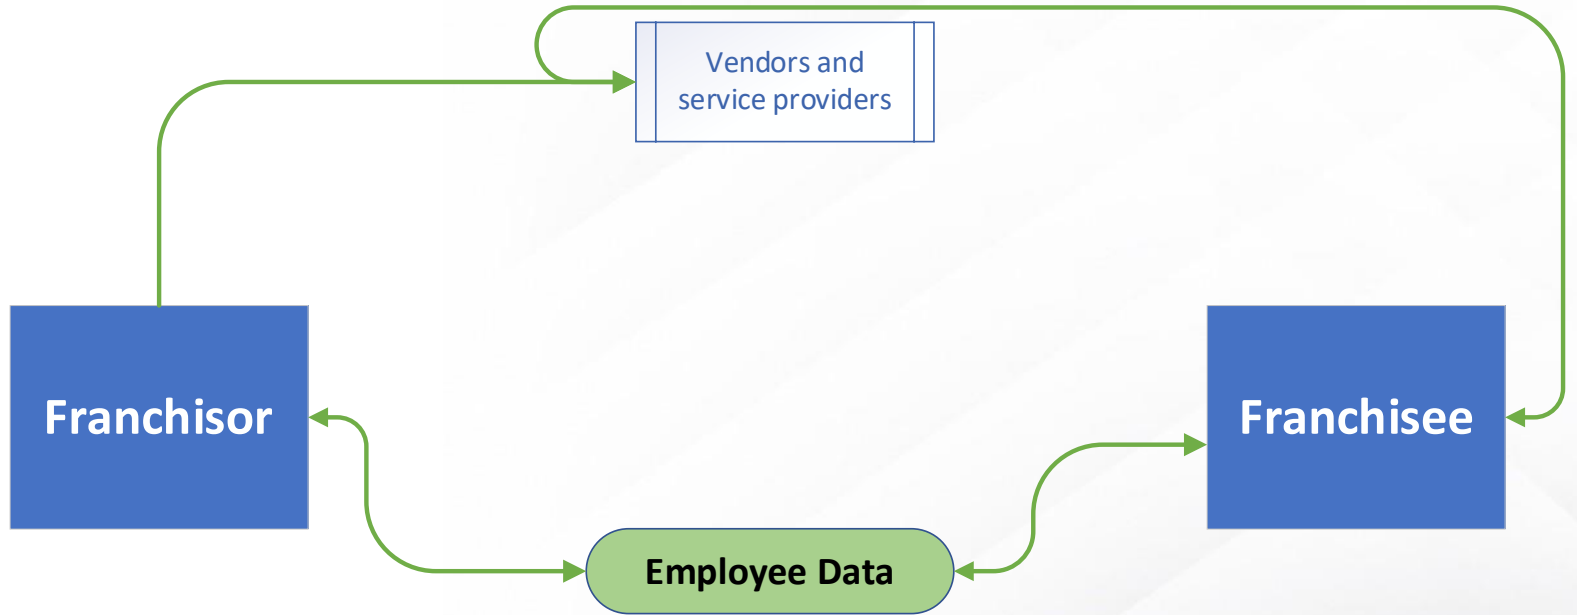 Vendors and
service providers
Franchisor
Franchisee
Employee Data